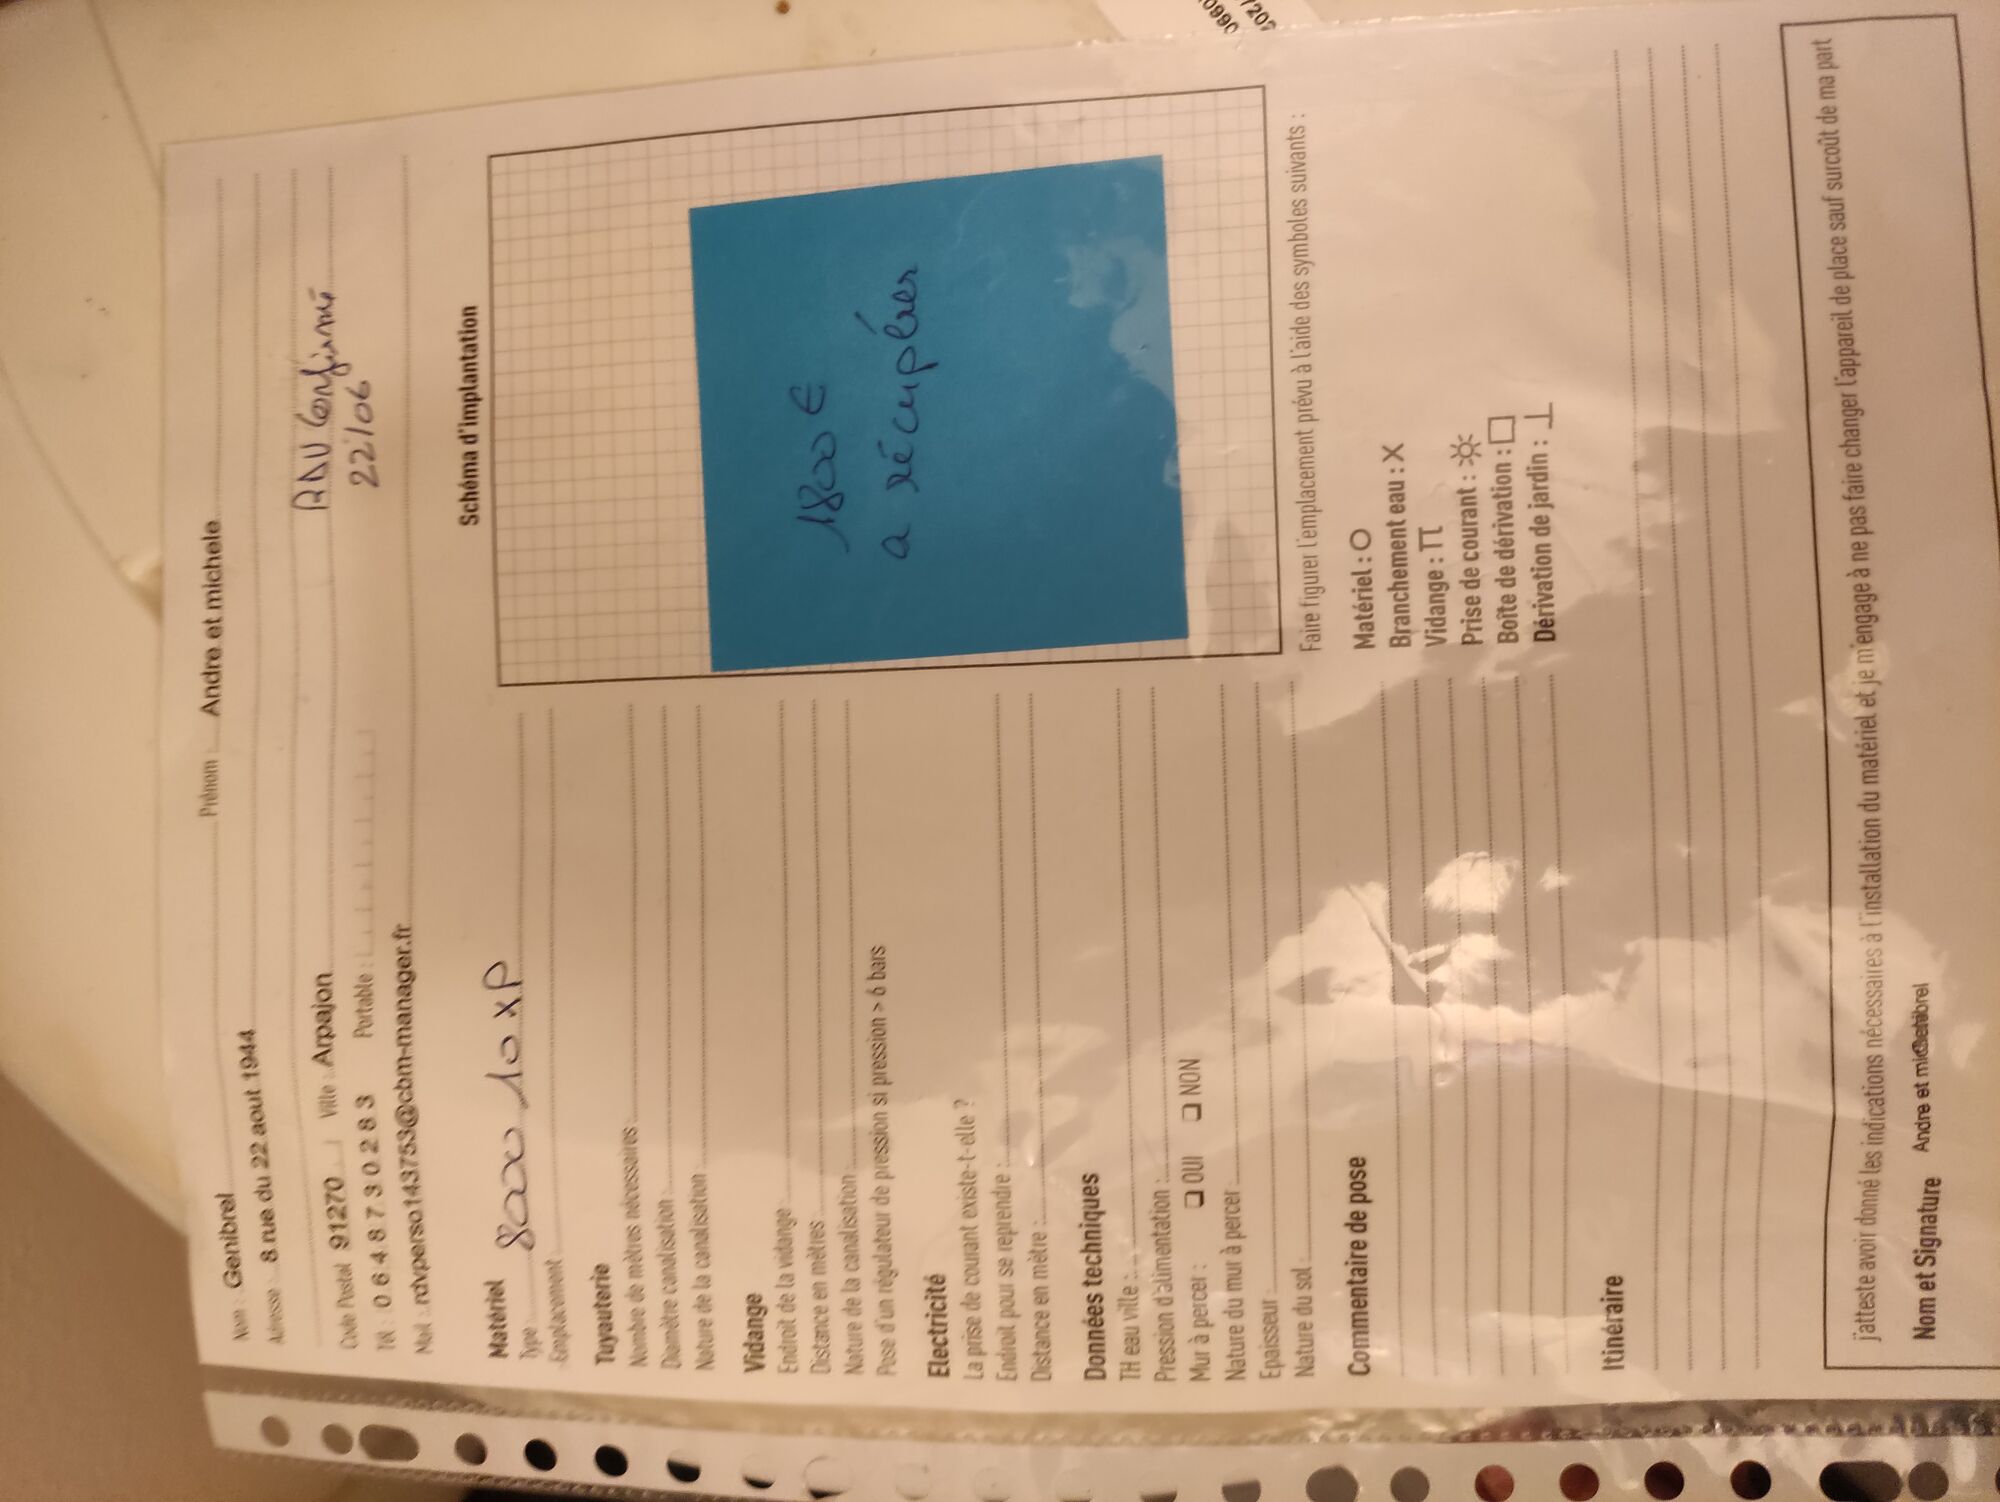 Nom : Genibrel Prénom : Andre et michele
Adresse : 8 rue du 22 aout 1944
Code Postal 91270 Ville : Arpajon
RDV Confirmé
22/06
Tél : 0 6 4 8 7 3 0 2 8 3 Portable :
Mail : rdvperso143753@cbm-manager.fr
Matériel
8000 10 XP
Type
Emplacement :
Tuyauterie
Nombre de mètres nécessaires :
Diamètre canalisation :
Nature de la canalisation :
Vidange
Endroit de la vidange :
Distance en mètres :
Nature de la canalisation :
Pose d'un régulateur de pression si pression > 6 bars
Electricité
La prise de courant existe-t-elle ?
Endroit pour se reprendre :
Distance en mètre :
Données techniques
TH eau ville :
Pression d'alimentation :
Mur à percer : OUI NON
Nature du mur à percer :
Epaisseur :
Nature du sol :
Schéma d'implantation
1800 €
a récupérer
Faire figurer l'emplacement prévu à l'aide des symboles suivants :
Matériel : O
Branchement eau : X
Vidange : π
Prise de courant : ☼
Boîte de dérivation : □
Dérivation de jardin : ⊥
Commentaire de pose
Itinéraire
j'atteste avoir donné les indications nécessaires à l'installation du matériel et je m'engage à ne pas faire changer l'appareil de place sauf surcoût de ma part
Nom et Signature Andre et